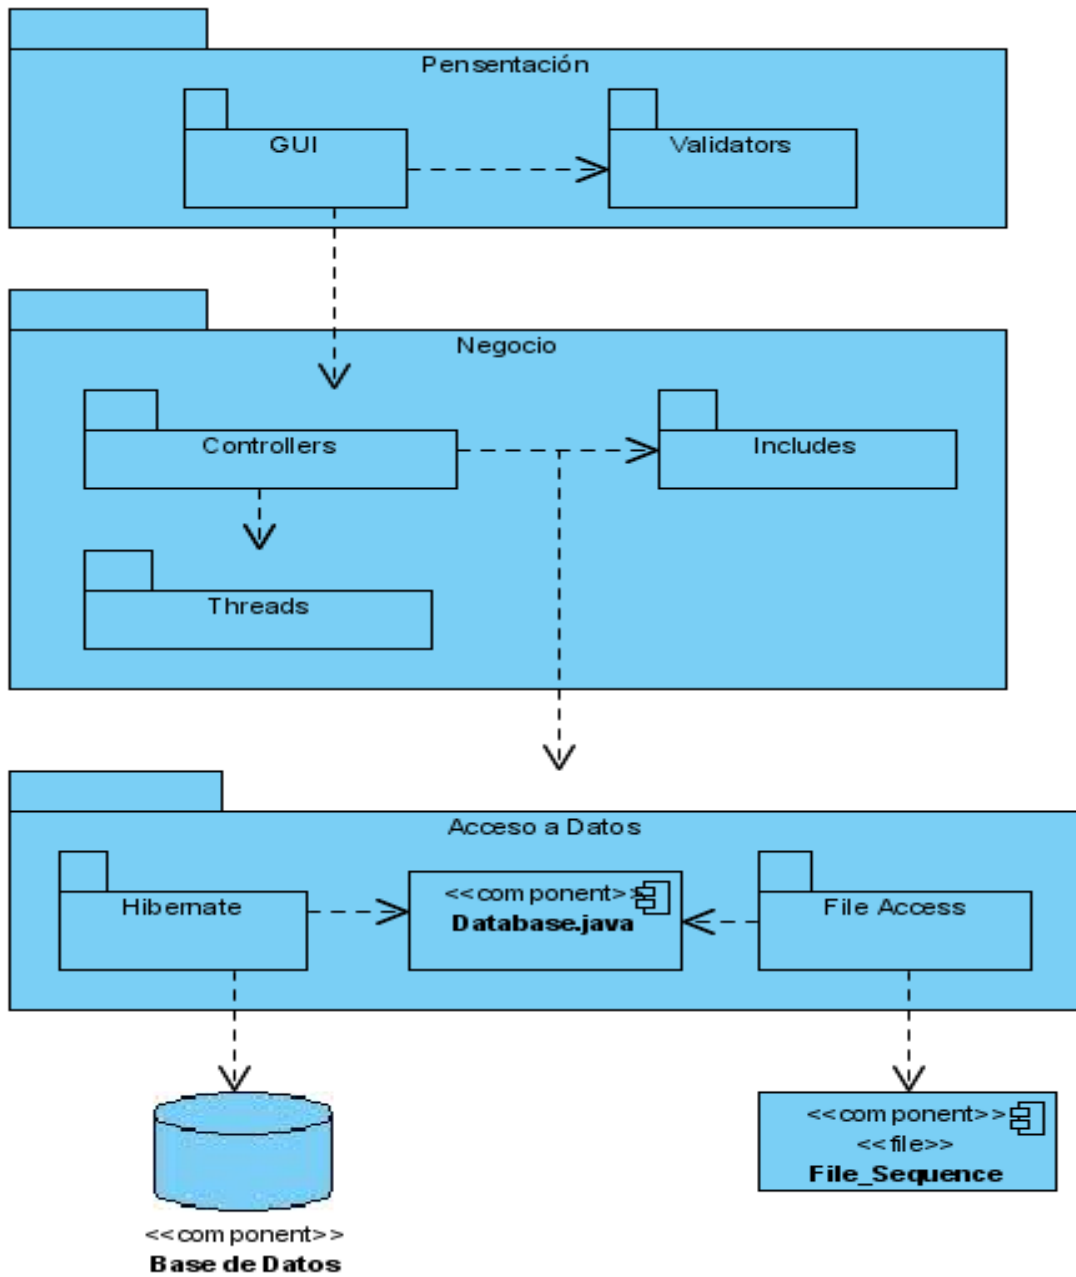 Pensentación
GUI
Validators
Negocio
Controllers
Includes
Threads
Acceso a Datos
Hibernate
<<component>>
Database.java
File Access
<<component>>
<<file>>
File_Sequence
<<component>>
Base de Datos